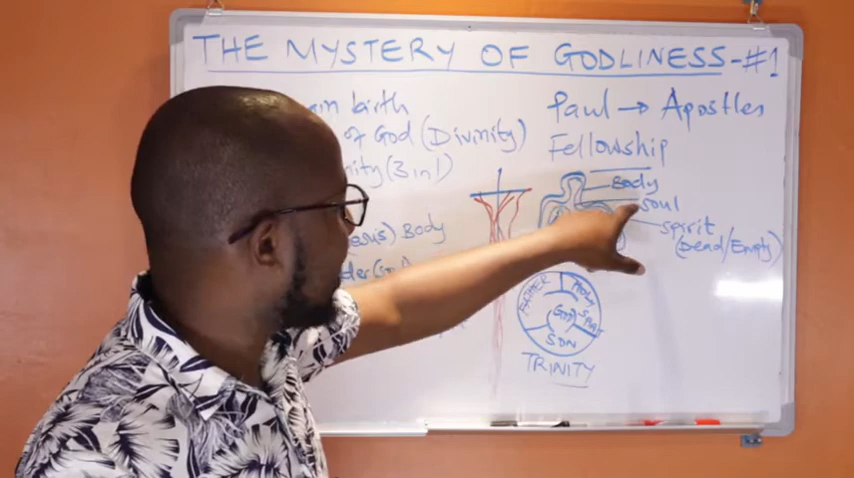 THE MYSTERY OF GODLINESS-#1
birth
of God (Divinity)
(3 in 1)
Body
Paul → Apostles
Fellowship
Body
Soul
spirit
(Dead/Empty)
FATHER
HOLY SPIRIT
GOD
SON
TRINITY